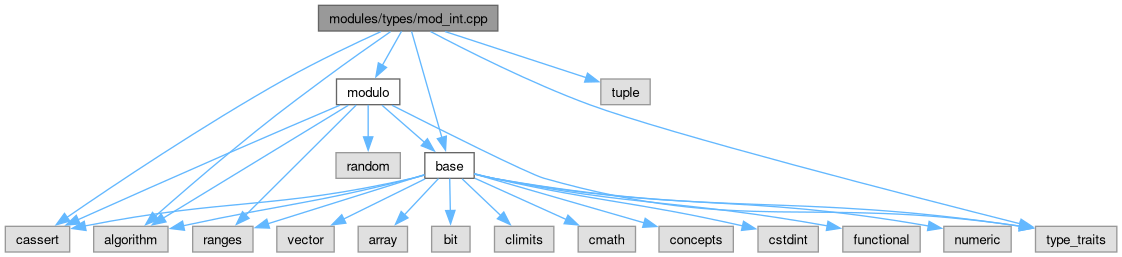 modules/types/mod_int.cpp
modulo
tuple
random
base
cassert
algorithm
ranges
vector
array
bit
climits
cmath
concepts
cstdint
functional
numeric
type_traits